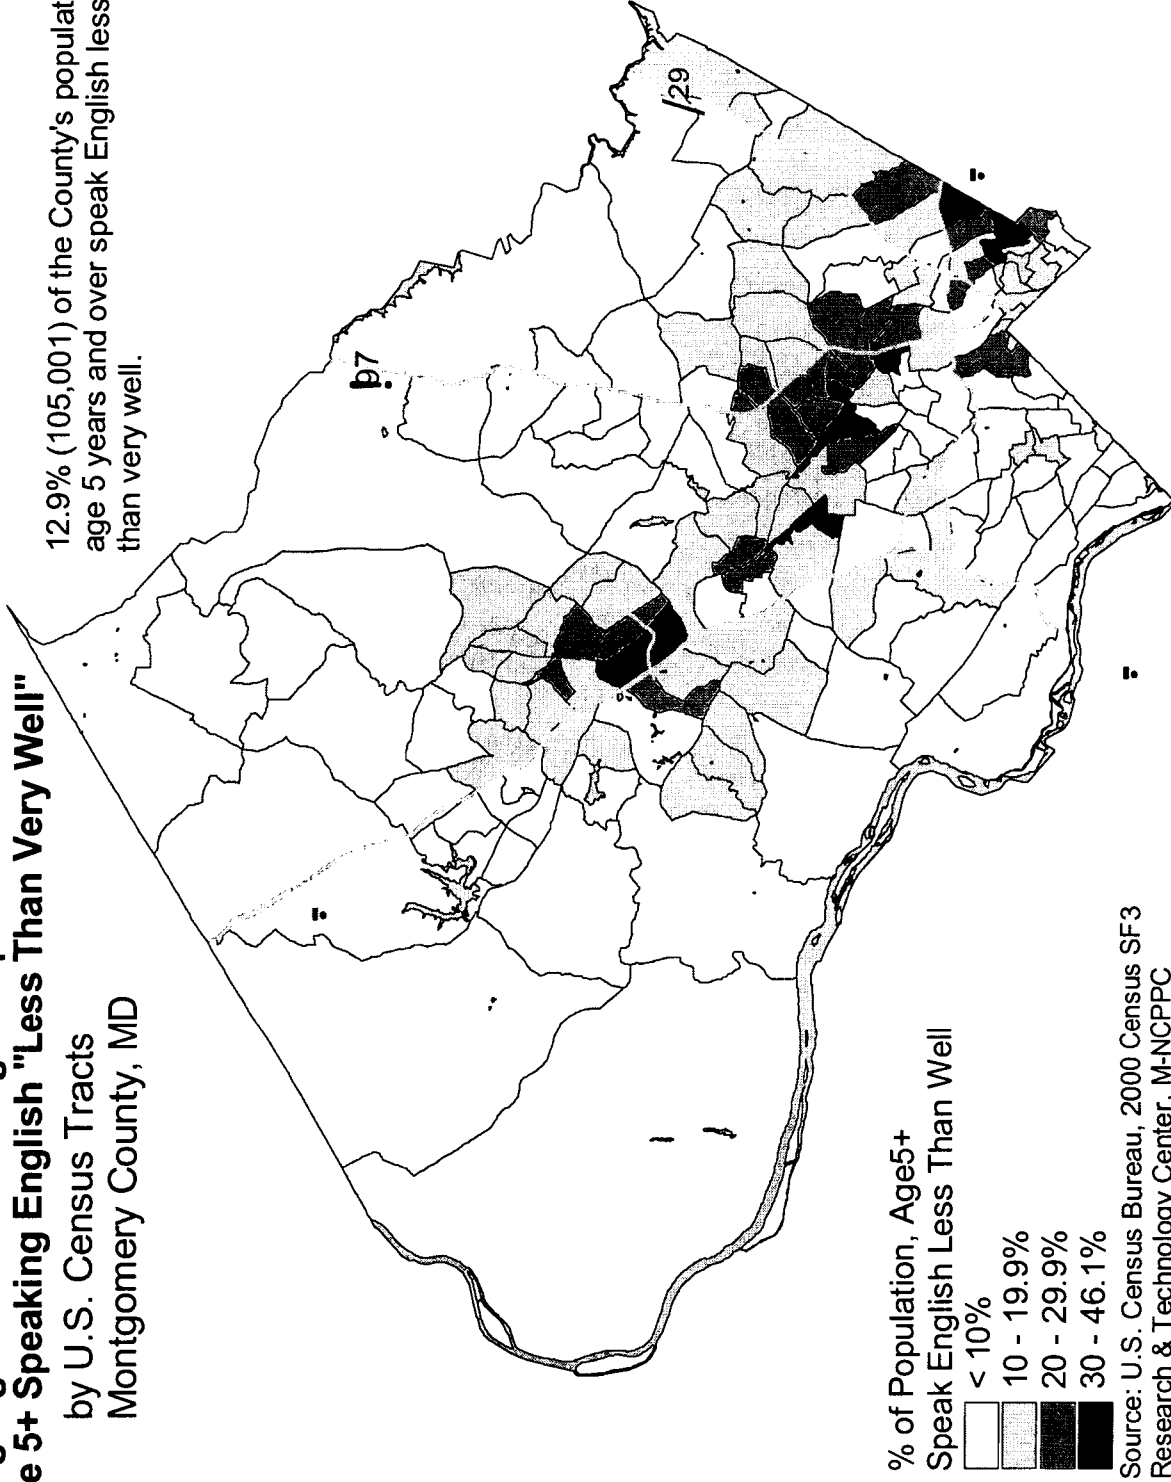 e 5+ Speaking English "Less Than Very Well"
by U.S. Census Tracts
Montgomery County, MD
12.9% (105,001) of the County's populat
age 5 years and over speak English less
than very well.
97
29
% of Population, Age5+
Speak English Less Than Well
< 10%
10 - 19.9%
20 - 29.9%
30 - 46.1%
Source: U.S. Census Bureau, 2000 Census SF3
Research & Technology Center, M-NCPPC